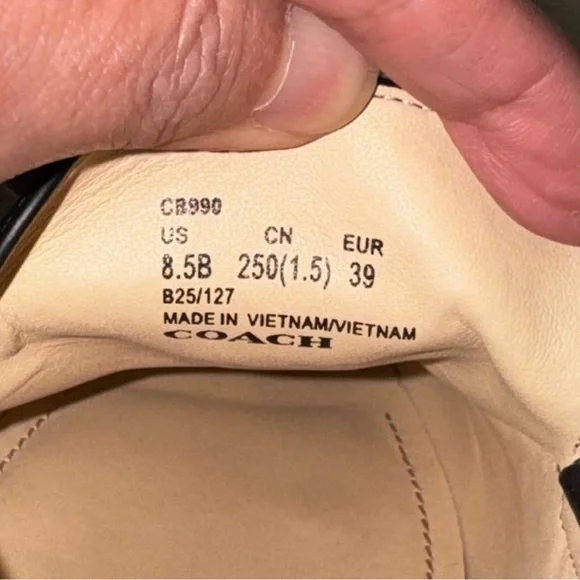 CB990
US CN EUR
8.5B 250(1.5) 39
B25/127
MADE IN VIETNAM/VIETNAM
COACH